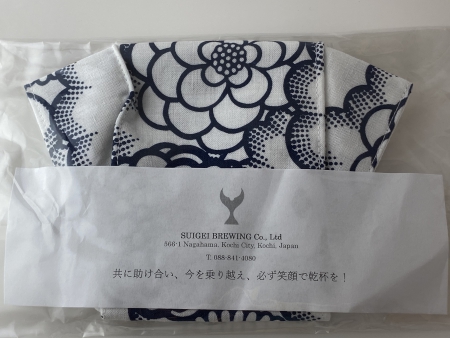 SUIGEI BREWING Co., Ltd
566-1 Nagahama, Kochi City, Kochi, Japan
T. 088-841-4080
共に助け合い、今を乗り越え、必ず笑顔で乾杯を！